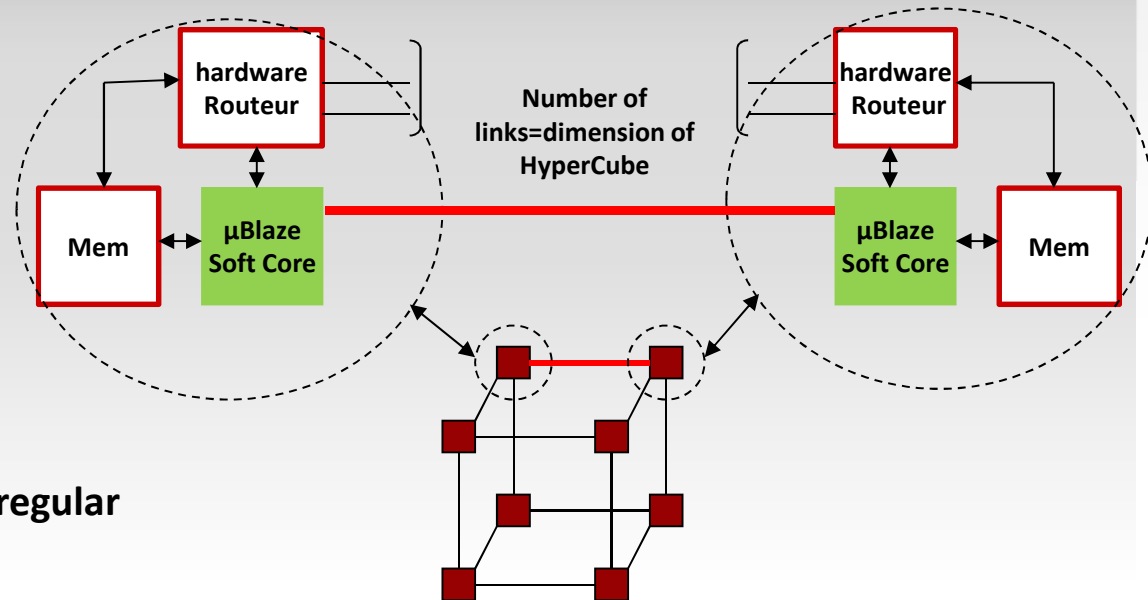 hardware
Routeur
Number of
links=dimension of
HyperCube
hardware
Routeur
Mem
µBlaze
Soft Core
µBlaze
Soft Core
Mem
regular